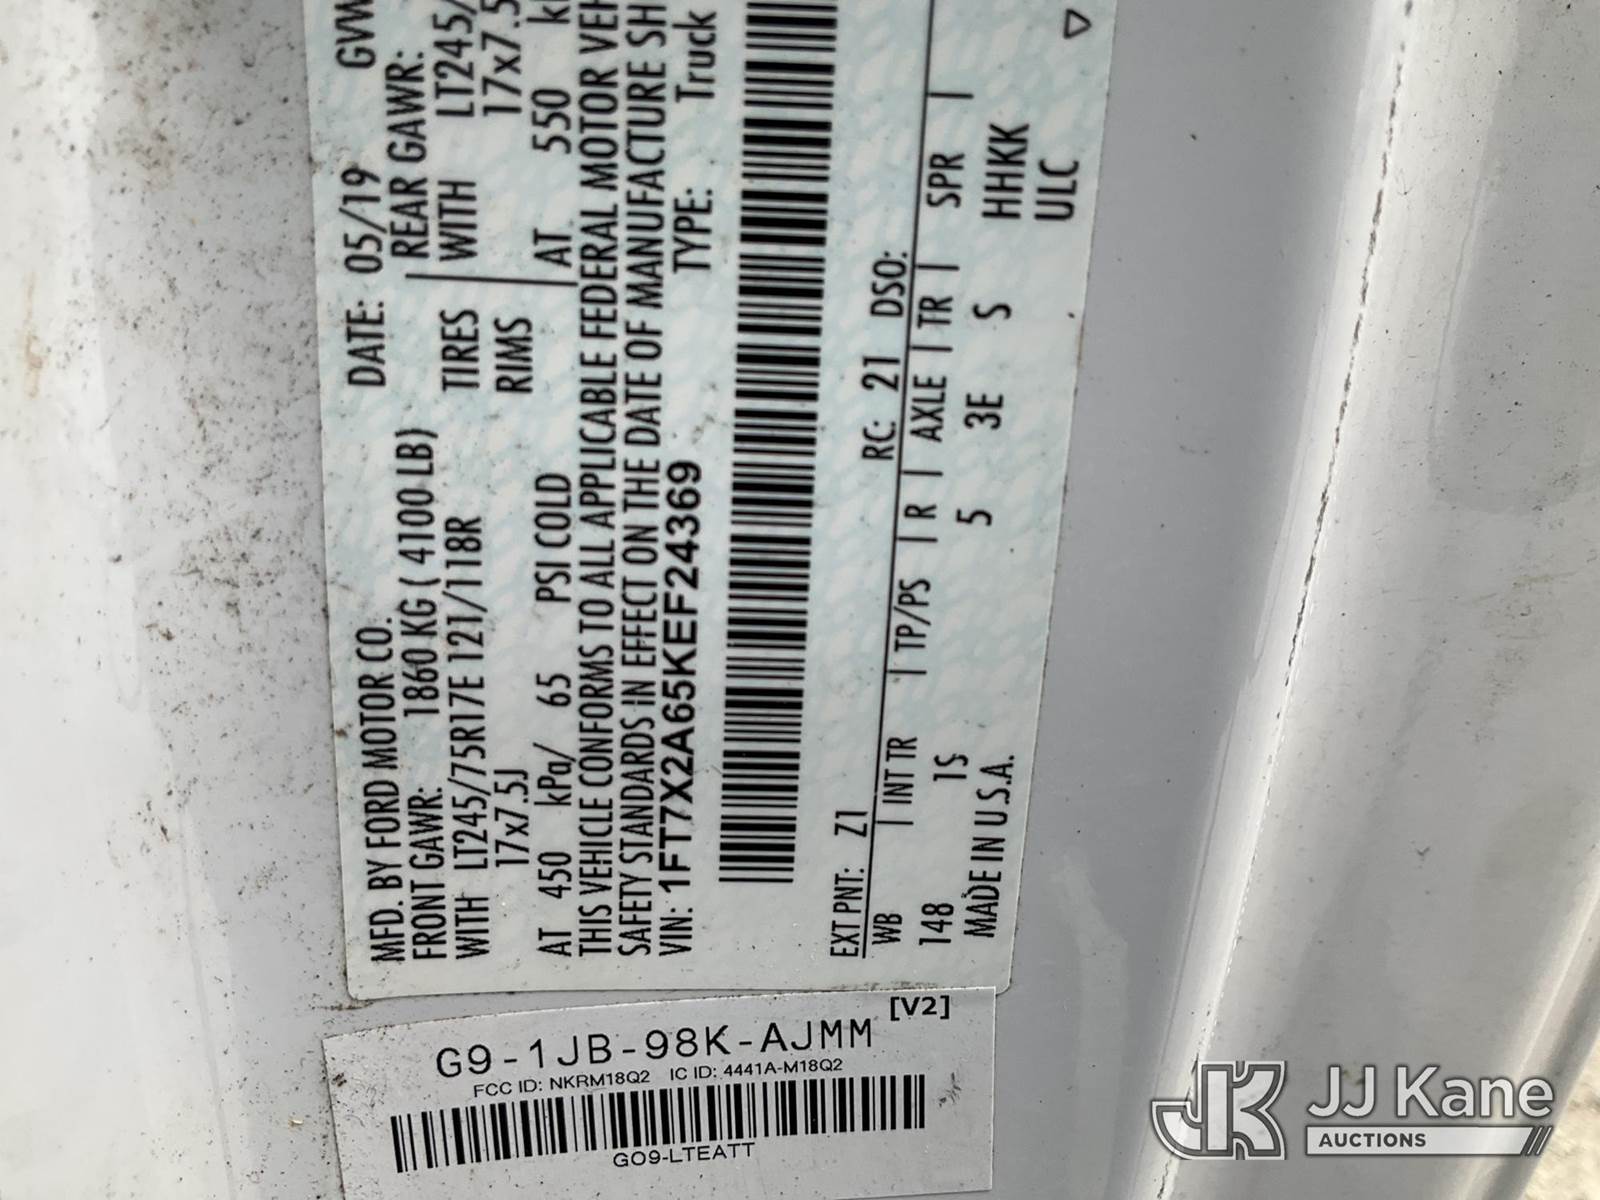 MFD. BY FORD MOTOR CO.
DATE: 05/19
FRONT GAWR: 1860 KG ( 4100 LB)
REAR GAWR:
WITH LT245/75R17E 121/118R
TIRES
WITH LT245/
17x7.5J
RIMS
17x7.5
AT 450 kPa/ 65 PSI COLD
AT 550
THIS VEHICLE CONFORMS TO ALL APPLICABLE FEDERAL MOTOR VEH
SAFETY STANDARDS IN EFFECT ON THE DATE OF MANUFACTURE SH
VIN: 1FT7X2A65KEF24369
TYPE: Truck
EXT PNT: Z1 RC: 21 DSO:
WB | INT TR | TP/PS | R | AXLE | TR | SPR |
148 1S 5 3E S HHKK
MADE IN U.S.A. ULC
[V2]
G9-1JB-98K-AJMM
FCC ID: NKRM18Q2 IC ID: 4441A-M18Q2
GO9-LTEATT
JJ Kane
AUCTIONS